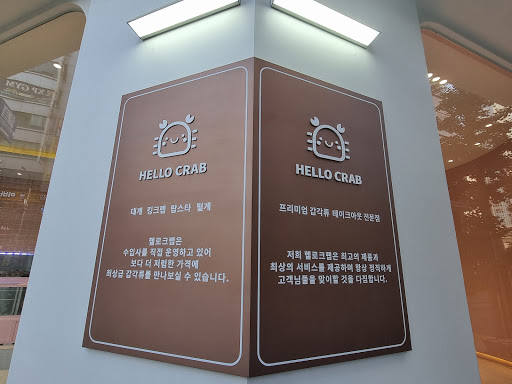 HELLO CRAB
대게 킹크랩 랍스타 털게
헬로크랩은
수입사를 직접 운영하고 있어
보다 더 저렴한 가격에
최상급 갑각류를 만나보실 수 있습니다.
HELLO CRAB
프리미엄 갑각류 테이크아웃 전문점
저희 헬로크랩은 최고의 제품과
최상의 서비스를 제공하며 항상 정직하게
고객님들을 맞이할 것을 다짐합니다.
GYM